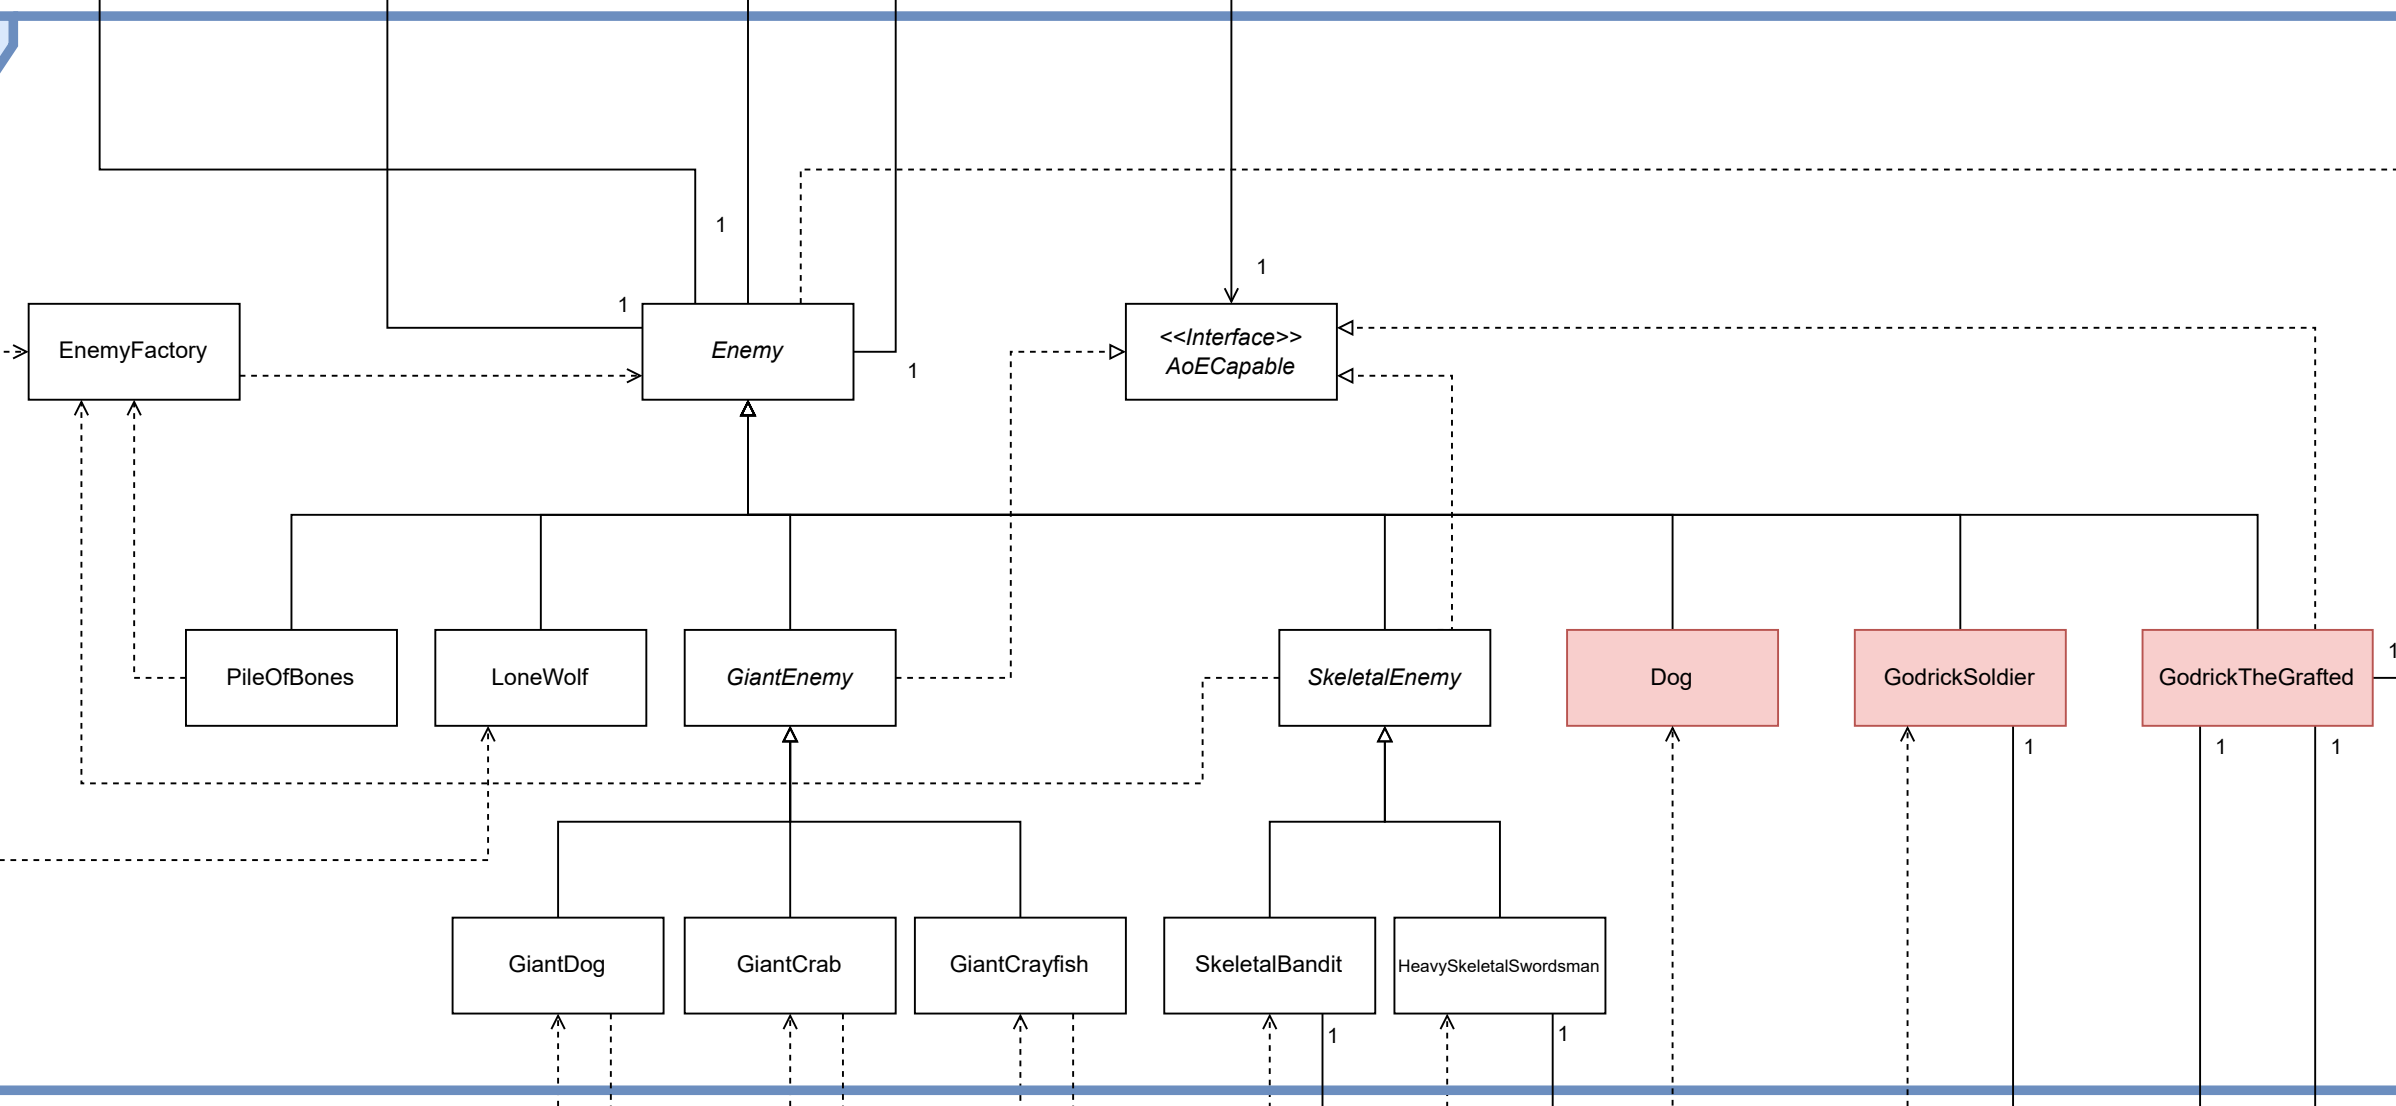 1
1
1
EnemyFactory
Enemy
<<Interface>>
AoECapable
1
PileOfBones
LoneWolf
GiantEnemy
SkeletalEnemy
Dog
GodrickSoldier
GodrickTheGrafted
1
1
1
1
GiantDog
GiantCrab
GiantCrayfish
SkeletalBandit
HeavySkeletalSwordsman
1
1